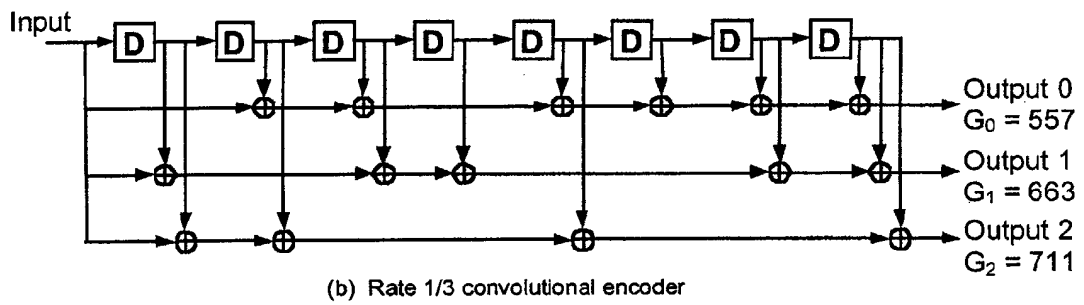 Input
D D D D D D D D
Output 0
G₀ = 557
Output 1
G₁ = 663
Output 2
G₂ = 711
(b) Rate 1/3 convolutional encoder